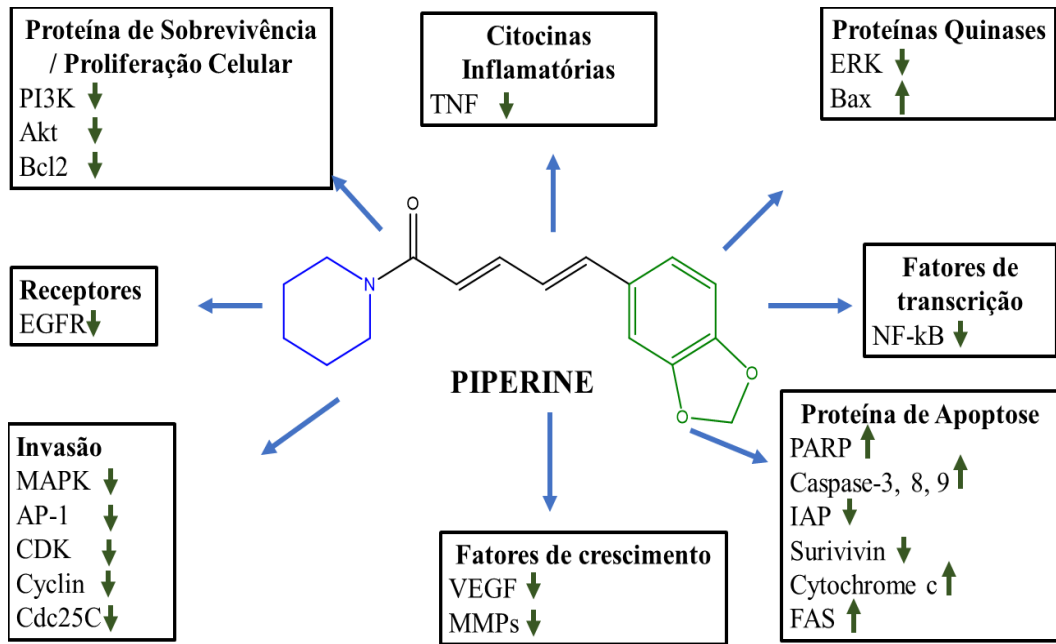 Proteína de Sobrevivência
/ Proliferação Celular
PI3K
Akt
Bcl2
Citocinas
Inflamatórias
TNF
Proteínas Quinases
ERK
Bax
Receptores
EGFR
O
N
O
O
PIPERINE
Fatores de
transcrição
NF-kB
Invasão
MAPK
AP-1
CDK
Cyclin
Cdc25C
Fatores de crescimento
VEGF
MMPs
Proteína de Apoptose
PARP
Caspase-3, 8, 9
IAP
Surivivin
Cytochrome c
FAS